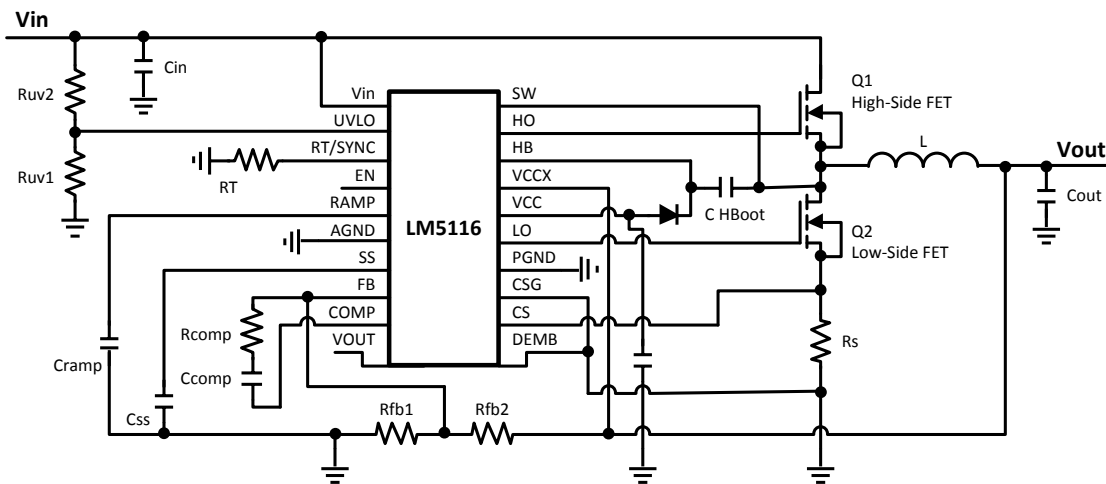 Vin
Cin
Ruv2
Ruv1
RT
Vin
UVLO
RT/SYNC
EN
RAMP
AGND
SS
FB
COMP
VOUT
LM5116
SW
HO
HB
VCCX
VCC
LO
PGND
CSG
CS
DEMB
C HBoot
Q1
High-Side FET
L
Vout
Cout
Q2
Low-Side FET
Rs
Rcomp
Ccomp
Cramp
Css
Rfb1
Rfb2